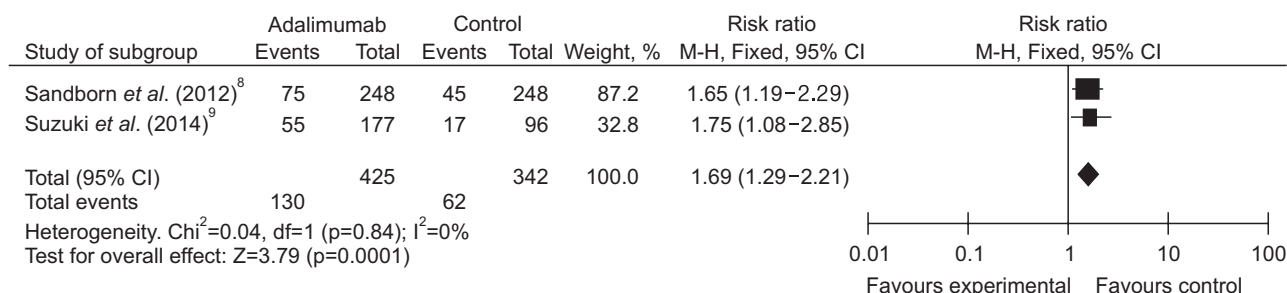 Adalimumab Control Risk ratio Risk ratio
Study of subgroup Events Total Events Total Weight, % M-H, Fixed, 95% CI M-H, Fixed, 95% CI
Sandborn et al. (2012)8 75 248 45 248 87.2 1.65 (1.19−2.29)
Suzuki et al. (2014)9 55 177 17 96 32.8 1.75 (1.08−2.85)
Total (95% CI) 425 342 100.0 1.69 (1.29−2.21)
Total events 130 62
Heterogeneity. Chi2=0.04, df=1 (p=0.84); I2=0%
Test for overall effect: Z=3.79 (p=0.0001)
0.01 0.1 1 10 100
Favours experimental Favours control